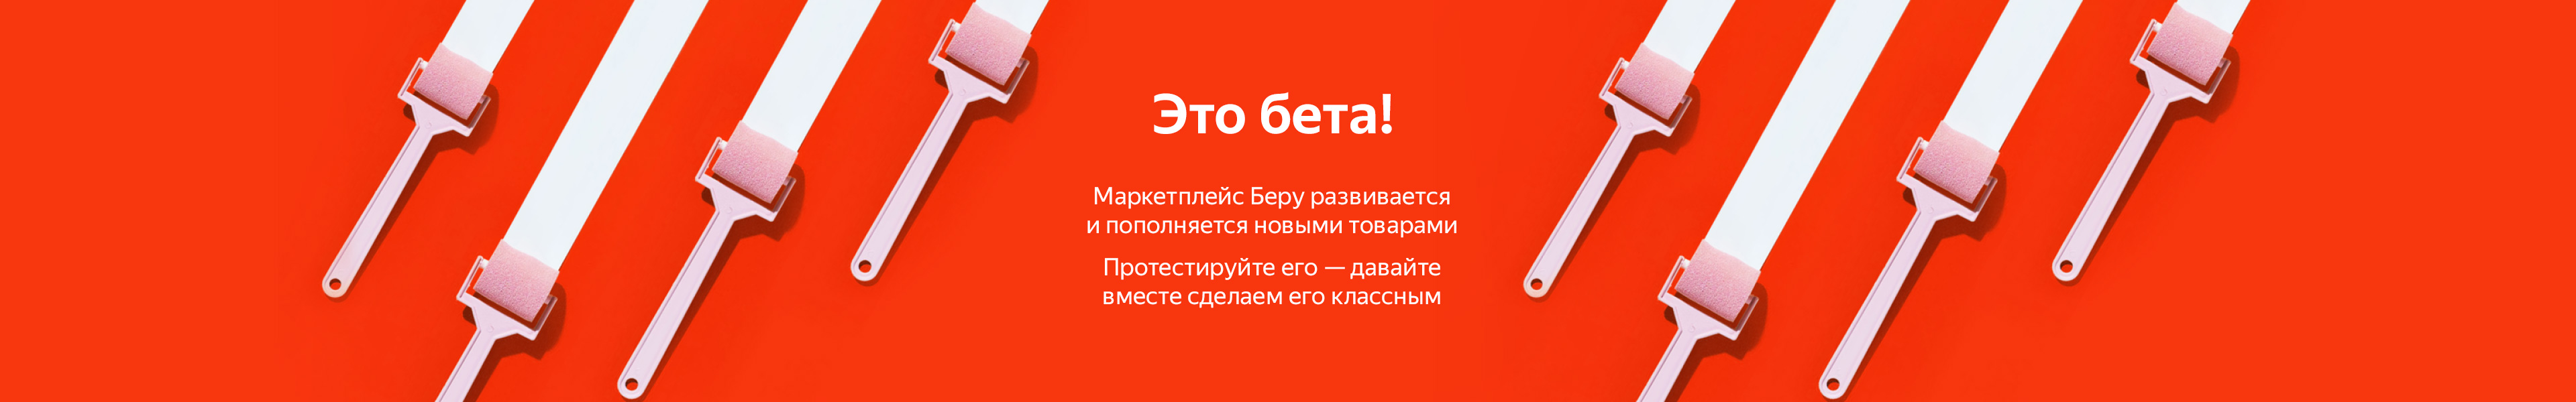 Это бета!
Маркетплейс Беру развивается
и пополняется новыми товарами
Протестируйте его — давайте
вместе сделаем его классным